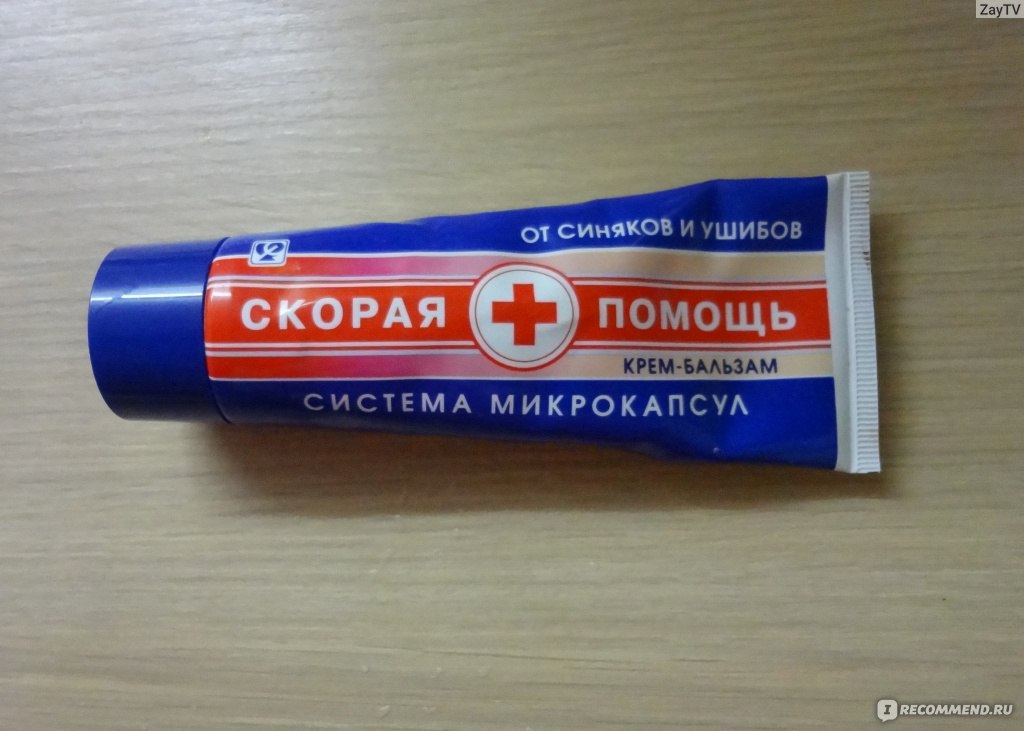 ZayTV
ОТ СИНЯКОВ И УШИБОВ
СКОРАЯ ПОМОЩЬ
КРЕМ-БАЛЬЗАМ
СИСТЕМА МИКРОКАПСУЛ
IRECOMMEND.RU